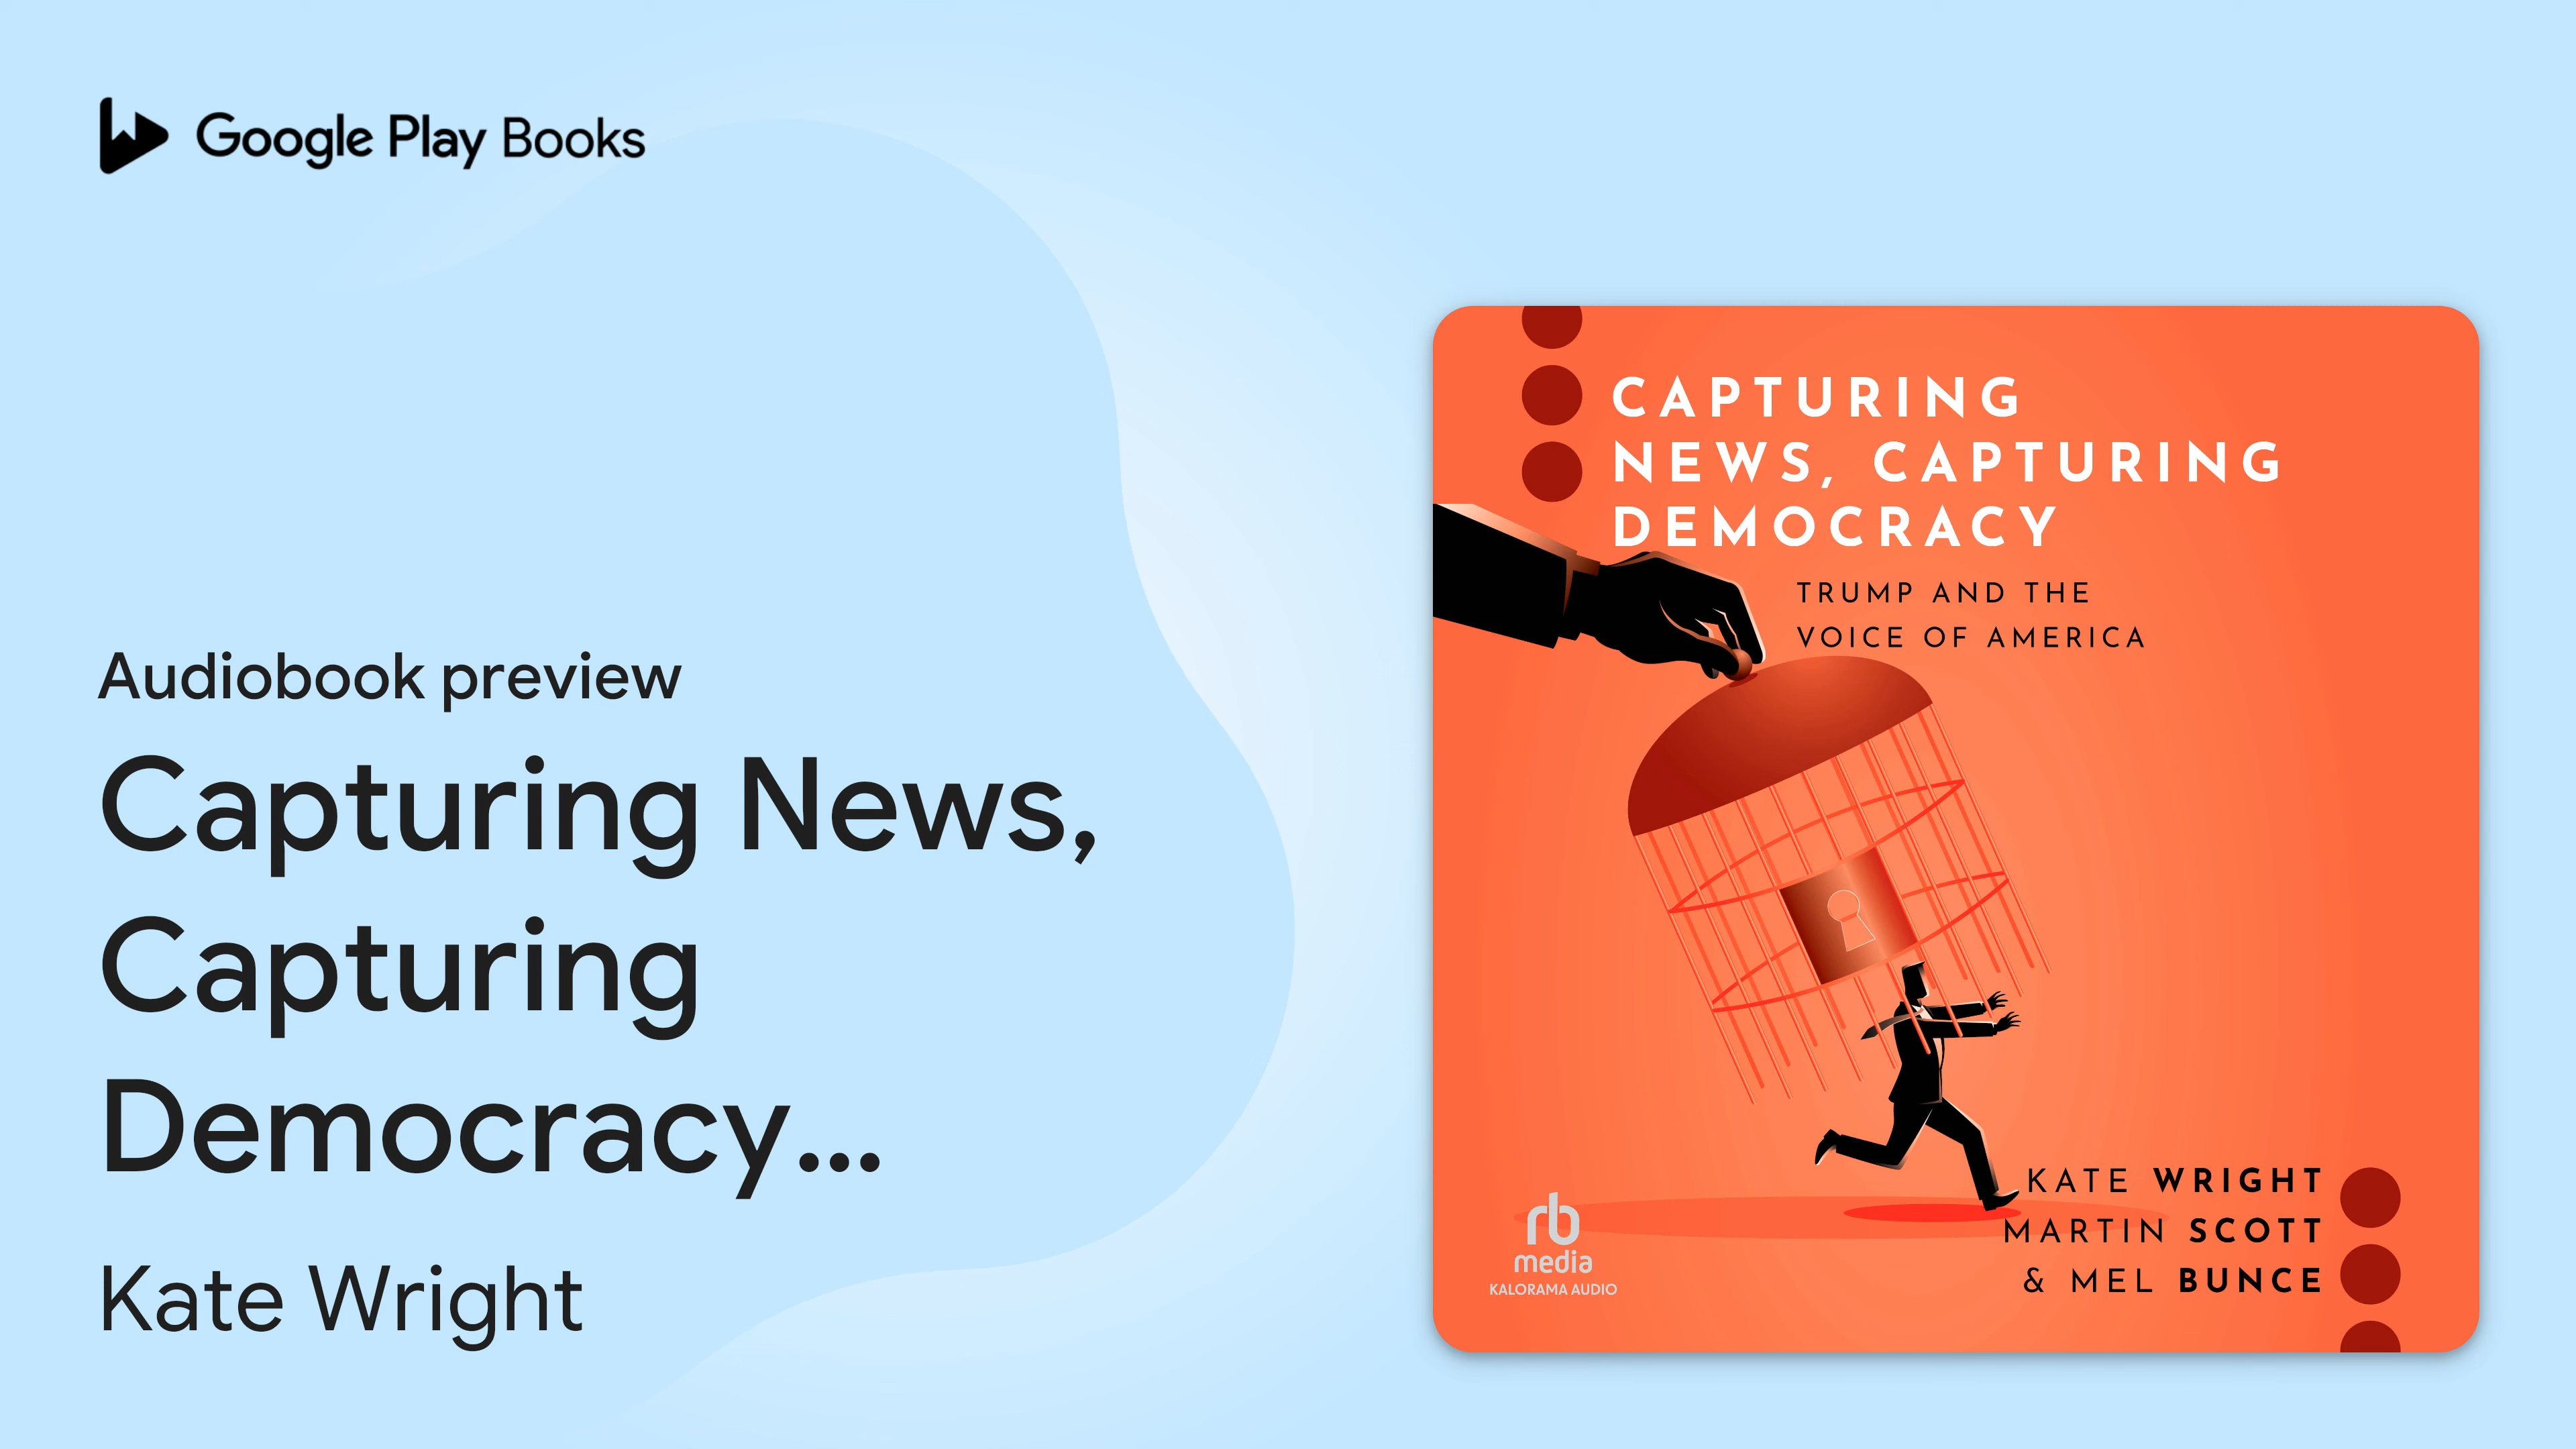 Google Play Books
Audiobook preview
Capturing News,
Capturing
Democracy...
Kate Wright
CAPTURING
NEWS, CAPTURING
DEMOCRACY
TRUMP AND THE
VOICE OF AMERICA
KATE WRIGHT
MARTIN SCOTT
& MEL BUNCE
rb
media
KALORAMA AUDIO